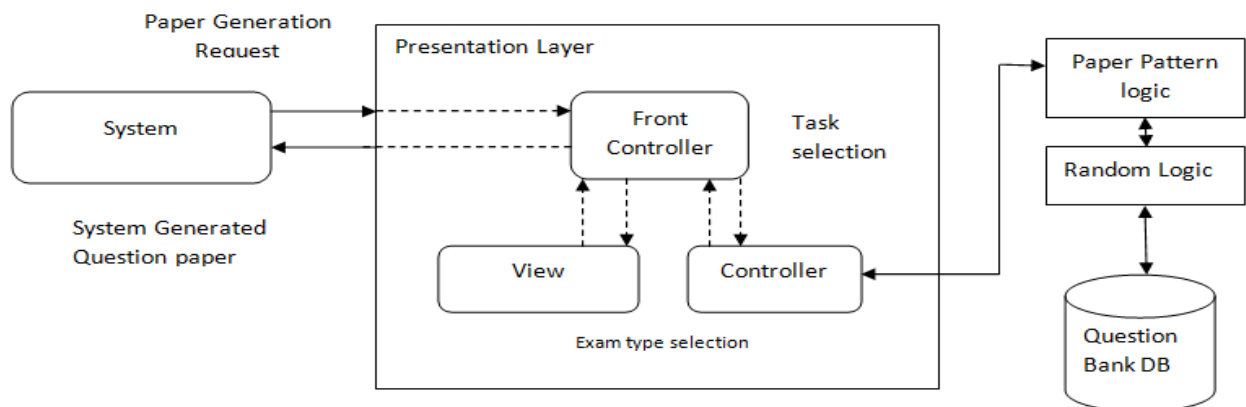 Paper Generation
Request
Presentation Layer
Paper Pattern
logic
System
Front
Controller
Task
selection
Random Logic
System Generated
Question paper
View
Controller
Exam type selection
Question
Bank DB